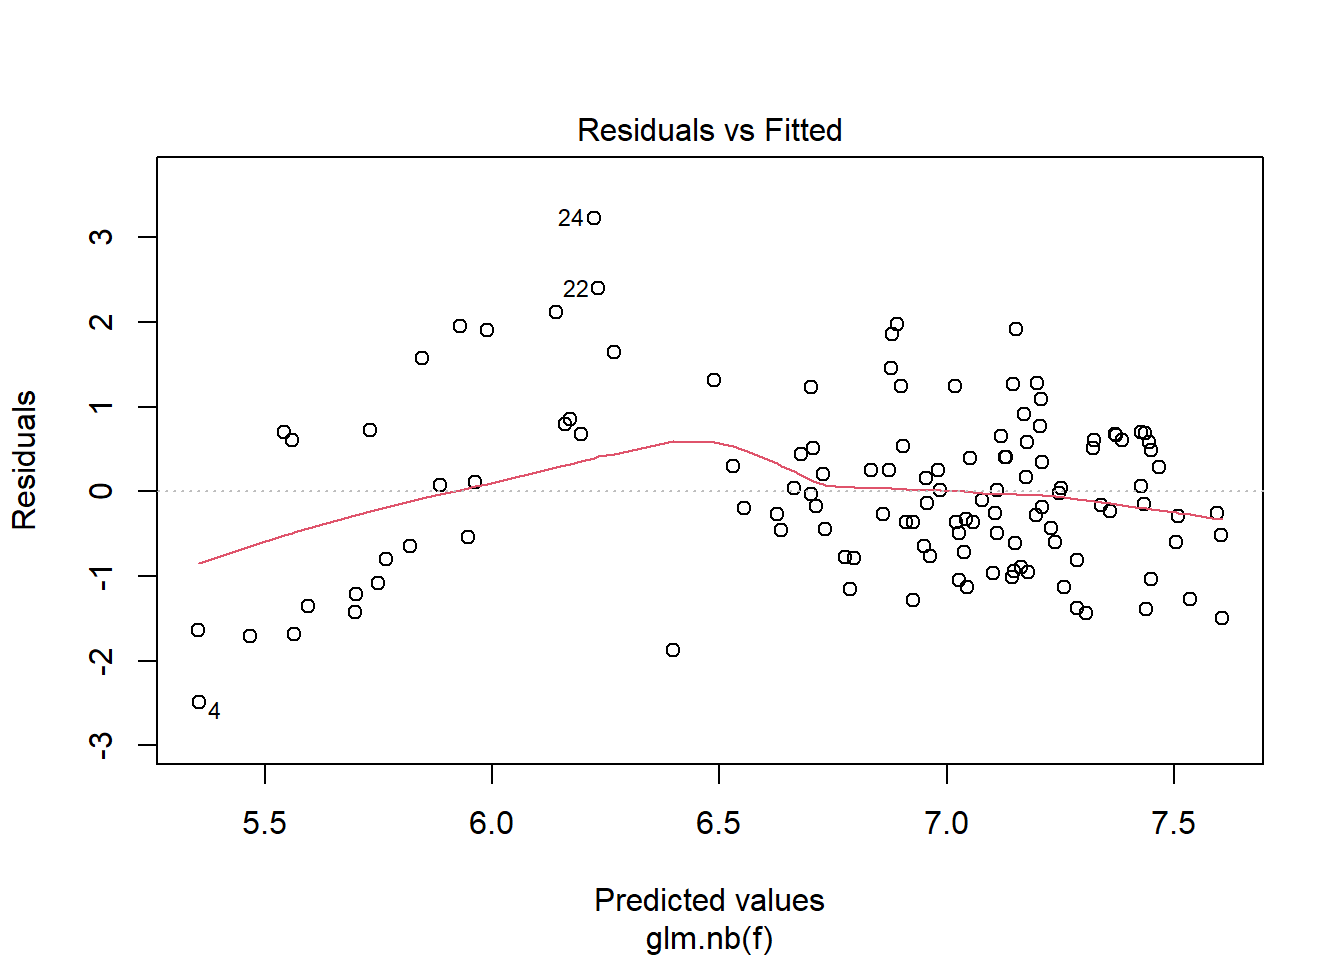 Residuals vs Fitted
Residuals
3
2
1
0
-1
-2
-3
24
22
4
5.5 6.0 6.5 7.0 7.5
Predicted values
glm.nb(f)